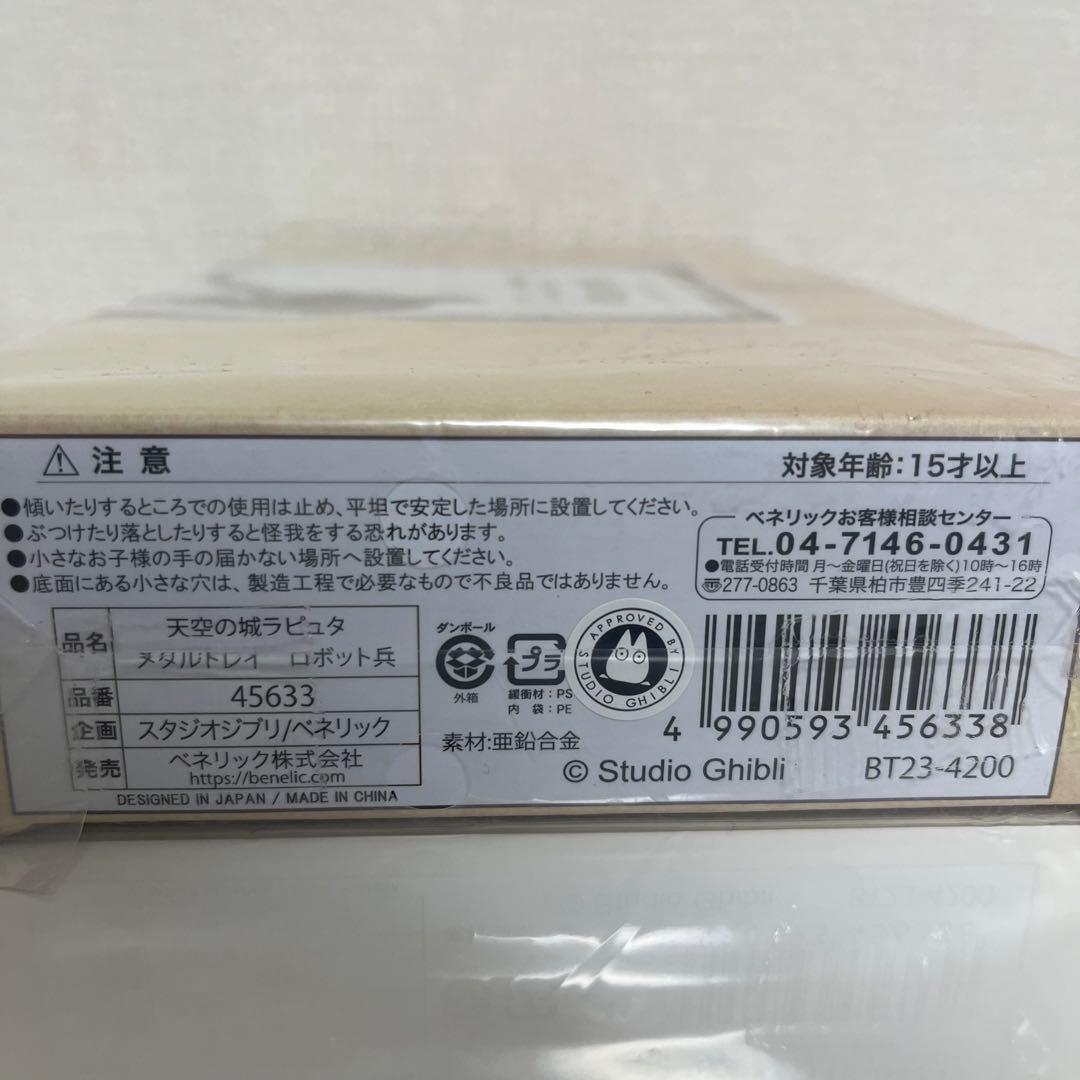 ⚠ 注意
対象年齢：15才以上
●傾いたりするところでの使用は止め、平坦で安定した場所に設置してください。
●ぶつけたり落としたりすると怪我をする恐れがあります。
●小さなお子様の手の届かない場所へ設置してください。
●底面にある小さな穴は、製造工程で必要なもので不良品ではありません。
ベネリックお客様相談センター
TEL.04-7146-0431
●電話受付時間 月〜金曜日(祝日を除く)10時〜16時
〠277-0863 千葉県柏市豊四季241-22
品名 天空の城ラピュタ
メタルトレイ ロボット兵
品番 45633
企画 スタジオジブリ/ベネリック
発売 ベネリック株式会社
https://benelic.com
DESIGNED IN JAPAN / MADE IN CHINA
ダンボール
外箱
プラ
緩衝材：PS
内袋：PE
素材:亜鉛合金
APPROVED BY STUDIO GHIBLI
4 990593 456338
© Studio Ghibli
BT23-4200